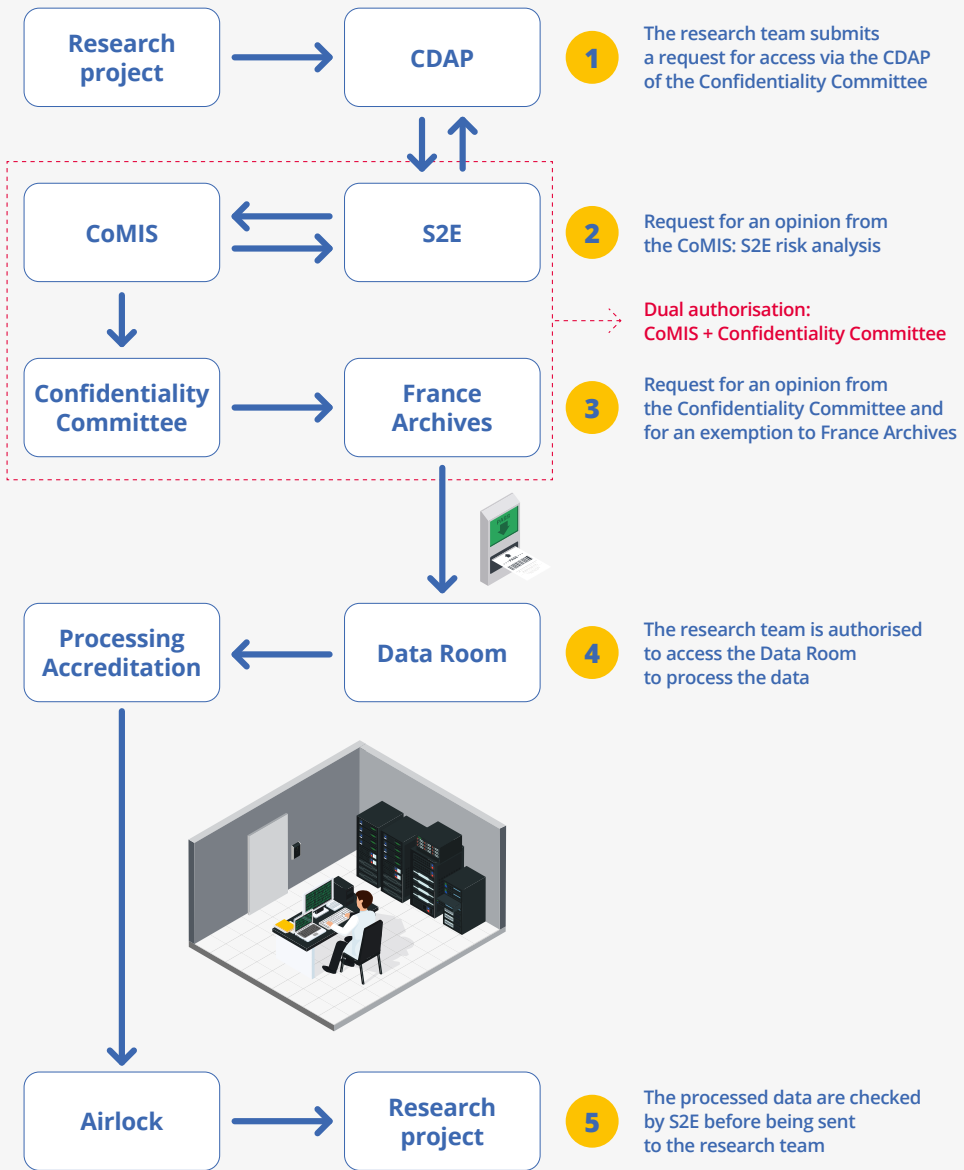 Research
project
CDAP
1
The research team submits
a request for access via the CDAP
of the Confidentiality Committee
CoMIS
S2E
2
Request for an opinion from
the CoMIS: S2E risk analysis
Dual authorisation:
CoMIS + Confidentiality Committee
Confidentiality
Committee
France
Archives
3
Request for an opinion from
the Confidentiality Committee and
for an exemption to France Archives
Processing
Accreditation
Data Room
4
The research team is authorised
to access the Data Room
to process the data
Airlock
Research
project
5
The processed data are checked
by S2E before being sent
to the research team